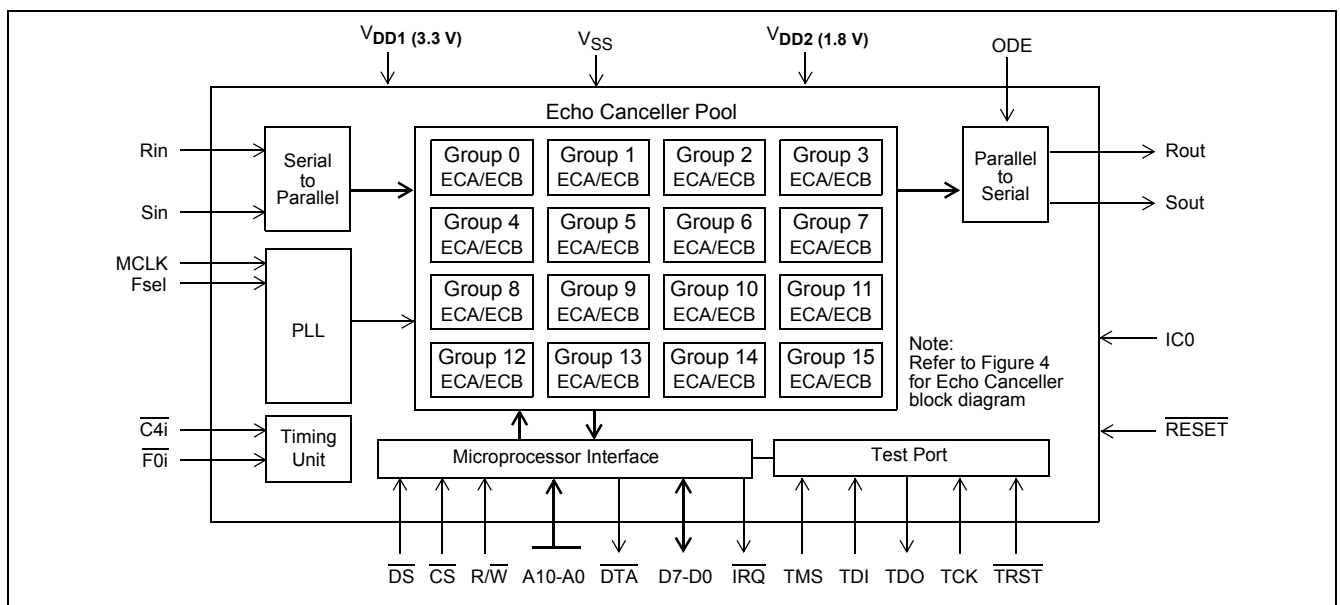 VDD1 (3.3 V)
VSS
VDD2 (1.8 V)
ODE
Echo Canceller Pool
Rin
Sin
Serial
to
Parallel
Group 0
ECA/ECB
Group 1
ECA/ECB
Group 2
ECA/ECB
Group 3
ECA/ECB
Parallel
to
Serial
Rout
Sout
Group 4
ECA/ECB
Group 5
ECA/ECB
Group 6
ECA/ECB
Group 7
ECA/ECB
MCLK
Fsel
PLL
Group 8
ECA/ECB
Group 9
ECA/ECB
Group 10
ECA/ECB
Group 11
ECA/ECB
Group 12
ECA/ECB
Group 13
ECA/ECB
Group 14
ECA/ECB
Group 15
ECA/ECB
Note:
Refer to Figure 4
for Echo Canceller
block diagram
IC0
RESET
C4i
F0i
Timing
Unit
Microprocessor Interface
Test Port
DS
CS
R/W
A10-A0
DTA
D7-D0
IRQ
TMS
TDI
TDO
TCK
TRST